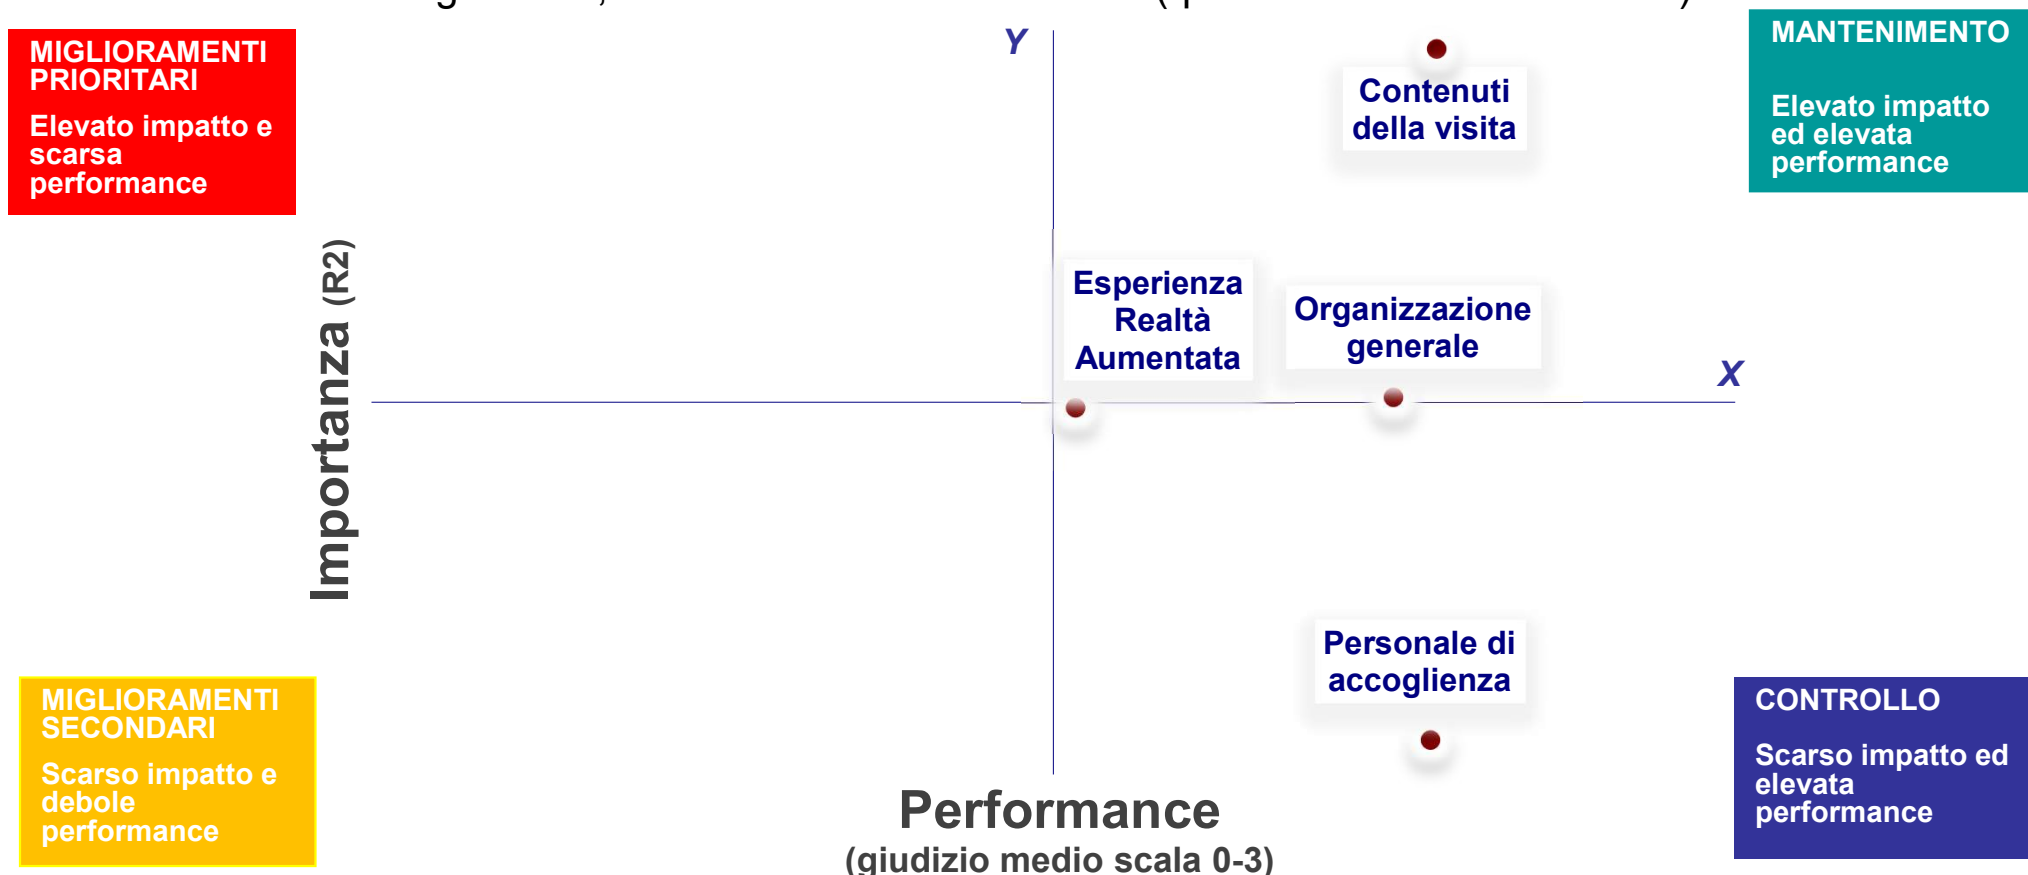 MIGLIORAMENTI
PRIORITARI
Elevato impatto e
scarsa
performance
Y
MANTENIMENTO
Elevato impatto
ed elevata
performance
Contenuti
della visita
Importanza (R2)
Esperienza
Realtà
Aumentata
Organizzazione
generale
X
Personale di
accoglienza
MIGLIORAMENTI
SECONDARI
Scarso impatto e
debole
performance
CONTROLLO
Scarso impatto ed
elevata
performance
Performance
(giudizio medio scala 0-3)